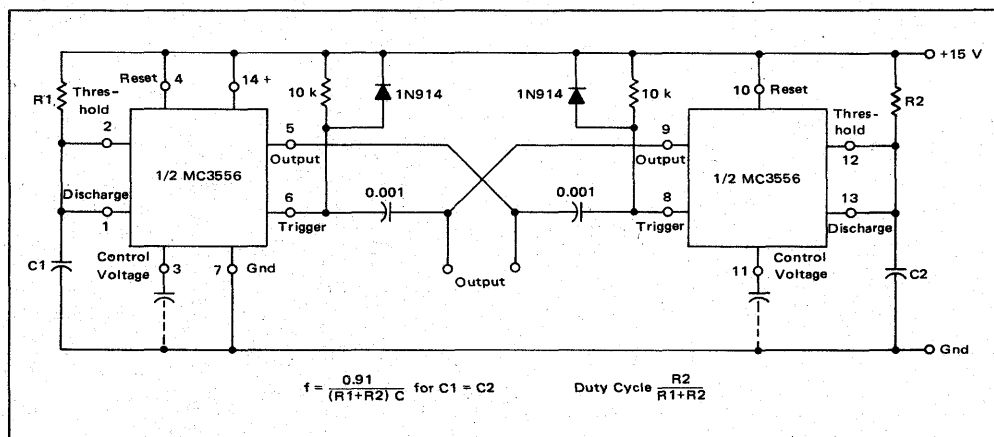 +15 V
R1
Thres-
hold
2
Reset
4
14 +
10 k
1N914
1N914
10 k
10
Reset
R2
Thres-
hold
12
5
Output
9
Output
1/2 MC3556
1/2 MC3556
Discharge
1
6
Trigger
0.001
0.001
8
Trigger
13
Discharge
C1
Control
Voltage
3
7
Gnd
Output
11
Control
Voltage
C2
Gnd
f = 0.91 / (R1+R2) C for C1 = C2
Duty Cycle R2 / R1+R2